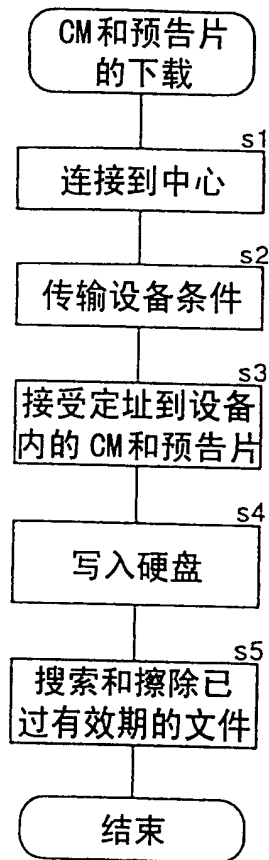 CM和预告片
的下载
s1
连接到中心
s2
传输设备条件
s3
接受定址到设备
内的 CM和预告片
s4
写入硬盘
s5
搜索和擦除已
过有效期的文件
结束